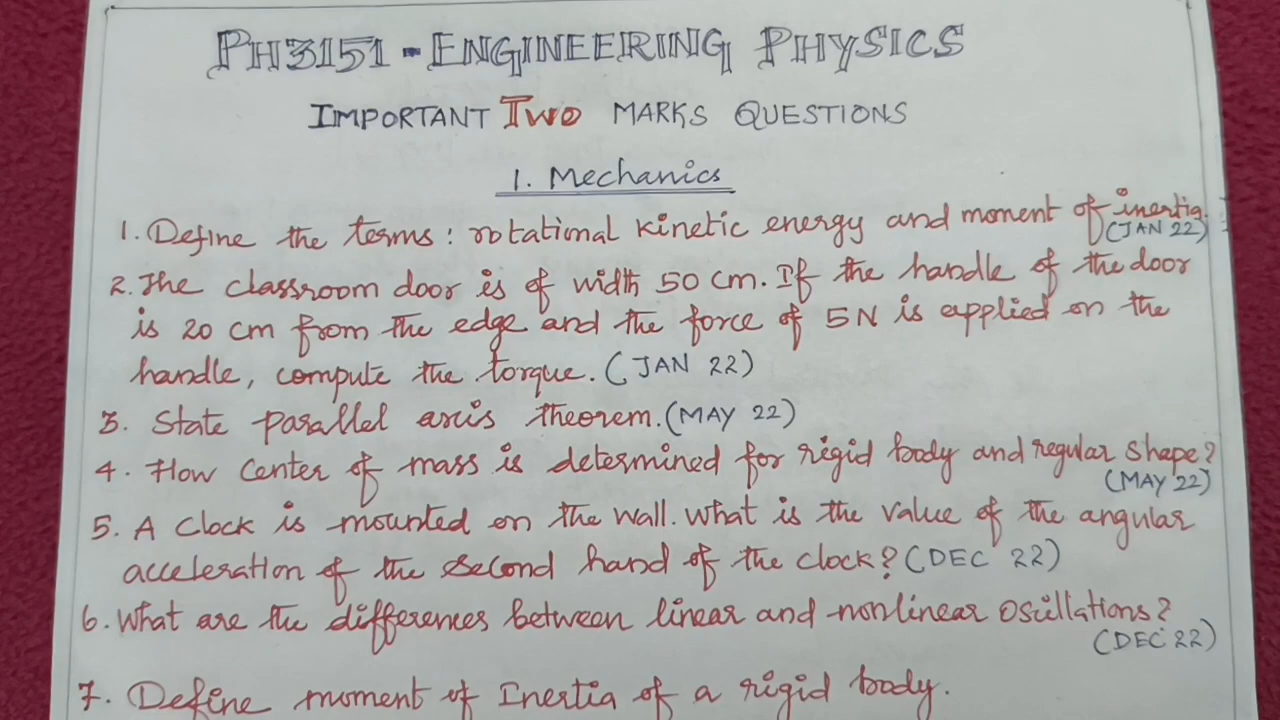 PH3151 - ENGINEERING PHYSICS
IMPORTANT TWO MARKS QUESTIONS
1. Mechanics
1. Define the terms: rotational kinetic energy and moment of inertia.
(JAN 22)
2. The classroom door is of width 50 cm. If the handle of the door
is 20 cm from the edge and the force of 5N is applied on the
handle, compute the torque. (JAN 22)
3. State parallel axis theorem. (MAY 22)
4. How center of mass is determined for rigid body and regular shape?
(MAY 22)
5. A clock is mounted on the wall. What is the value of the angular
acceleration of the second hand of the clock? (DEC 22)
6. What are the differences between linear and nonlinear oscillations?
(DEC 22)
7. Define moment of Inertia of a rigid body.